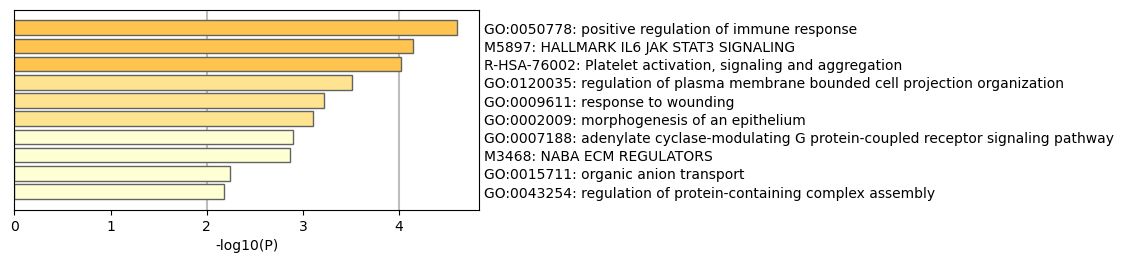 GO:0050778: positive regulation of immune response
M5897: HALLMARK IL6 JAK STAT3 SIGNALING
R-HSA-76002: Platelet activation, signaling and aggregation
GO:0120035: regulation of plasma membrane bounded cell projection organization
GO:0009611: response to wounding
GO:0002009: morphogenesis of an epithelium
GO:0007188: adenylate cyclase-modulating G protein-coupled receptor signaling pathway
M3468: NABA ECM REGULATORS
GO:0015711: organic anion transport
GO:0043254: regulation of protein-containing complex assembly
0 1 2 3 4
-log10(P)